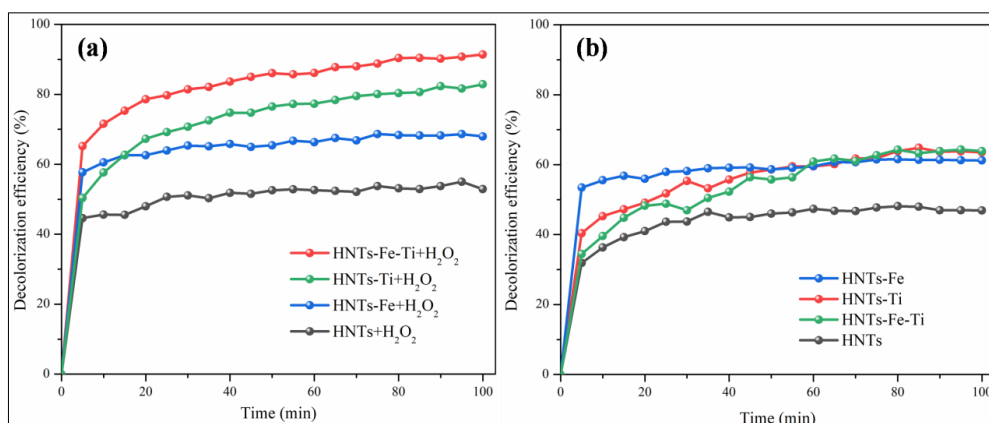 (a)
Decolorization efficiency (%)
100
80
60
40
20
0
HNTs-Fe-Ti+H₂O₂
HNTs-Ti+H₂O₂
HNTs-Fe+H₂O₂
HNTs+H₂O₂
0 20 40 60 80 100
Time (min)
(b)
Decolorization efficiency (%)
100
80
60
40
20
0
HNTs-Fe
HNTs-Ti
HNTs-Fe-Ti
HNTs
0 20 40 60 80 100
Time (min)